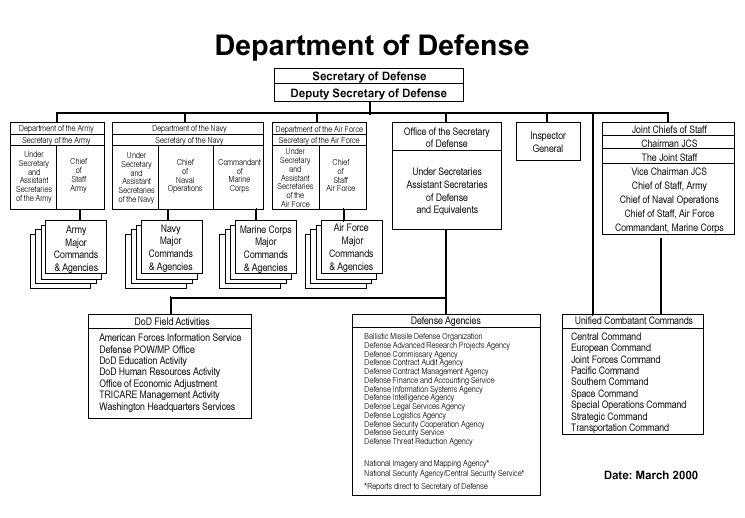 Department of Defense
Secretary of Defense
Deputy Secretary of Defense
Department of the Army
Secretary of the Army
Under
Secretary
and
Assistant
Secretaries
of the Army
Chief
of
Staff
Army
Army
Major
Commands
& Agencies
Department of the Navy
Secretary of the Navy
Under
Secretary
and
Assistant
Secretaries
of the Navy
Chief
of
Naval
Operations
Commandant
of
Marine
Corps
Navy
Major
Commands
& Agencies
Marine Corps
Major
Commands
& Agencies
Department of the Air Force
Secretary of the Air Force
Under
Secretary
and
Assistant
Secretaries
of the
Air Force
Chief
of
Staff
Air Force
Air Force
Major
Commands
& Agencies
Office of the Secretary
of Defense
Under Secretaries
Assistant Secretaries
of Defense
and Equivalents
Inspector
General
Joint Chiefs of Staff
Chairman JCS
The Joint Staff
Vice Chairman JCS
Chief of Staff, Army
Chief of Naval Operations
Chief of Staff, Air Force
Commandant, Marine Corps
DoD Field Activities
American Forces Information Service
Defense POW/MP Office
DoD Education Activity
DoD Human Resources Activity
Office of Economic Adjustment
TRICARE Management Activity
Washington Headquarters Services
Defense Agencies
Ballistic Missile Defense Organization
Defense Advanced Research Projects Agency
Defense Commissary Agency
Defense Contract Audit Agency
Defense Contract Management Agency
Defense Finance and Accounting Service
Defense Information Systems Agency
Defense Intelligence Agency
Defense Legal Services Agency
Defense Logistics Agency
Defense Security Cooperation Agency
Defense Security Service
Defense Threat Reduction Agency
National Imagery and Mapping Agency*
National Security Agency/Central Security Service*
*Reports direct to Secretary of Defense
Unified Combatant Commands
Central Command
European Command
Joint Forces Command
Pacific Command
Southern Command
Space Command
Special Operations Command
Strategic Command
Transportation Command
Date: March 2000